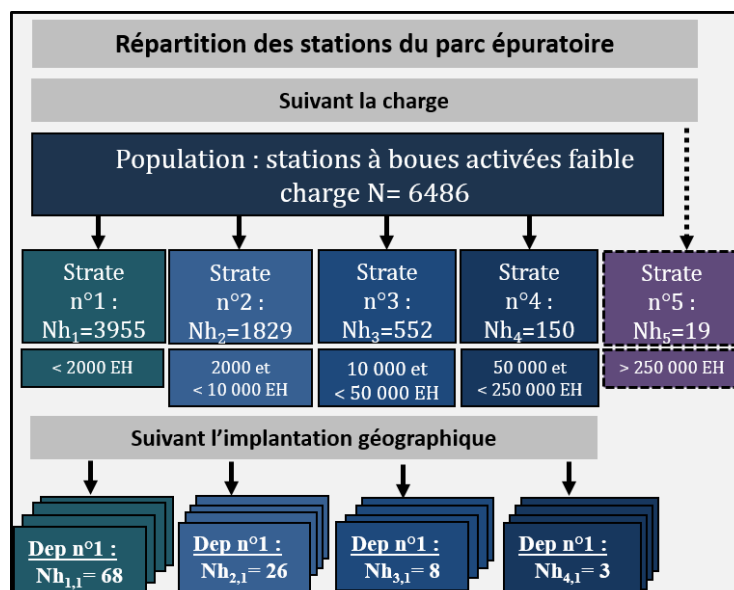 Répartition des stations du parc épuratoire
Suivant la charge
Population : stations à boues activées faible
charge N= 6486
Strate
n°1 :
Nh₁=3955
Strate
n°2 :
Nh₂=1829
Strate
n°3 :
Nh₃=552
Strate
n°4 :
Nh₄=150
Strate
n°5 :
Nh₅=19
< 2000 EH
2000 et
< 10 000 EH
10 000 et
< 50 000 EH
50 000 et
< 250 000 EH
> 250 000 EH
Suivant l’implantation géographique
Dep n°1 :
Nh₁,₁= 68
Dep n°1 :
Nh₂,₁= 26
Dep n°1 :
Nh₃,₁= 8
Dep n°1 :
Nh₄,₁= 3